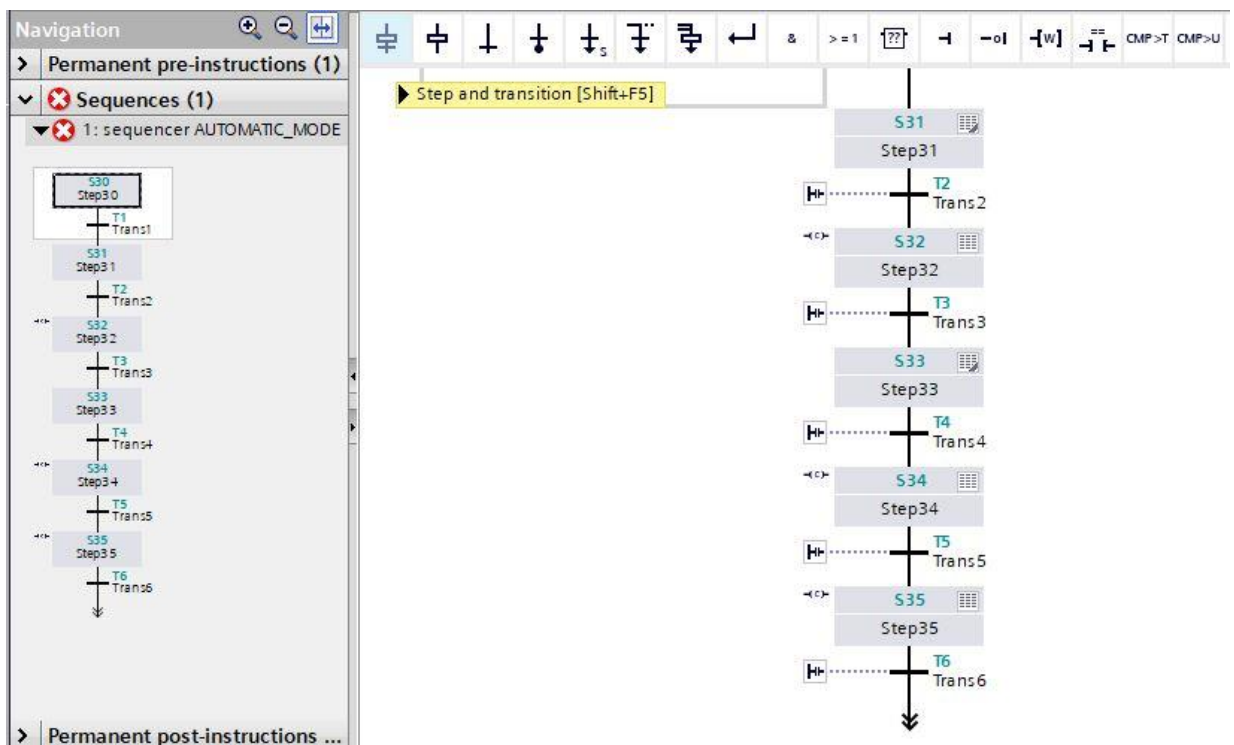 Navigation
Permanent pre-instructions (1)
Sequences (1)
1: sequencer AUTOMATIC_MODE
S30
Step30
T1
Trans1
S31
Step31
T2
Trans2
S32
Step32
T3
Trans3
S33
Step33
T4
Trans4
S34
Step34
T5
Trans5
S35
Step35
T6
Trans6
Permanent post-instructions ...
S & >=1 ?? [w] == CMP>T CMP>U
Step and transition [Shift+F5]
S31
Step31
T2
Trans2
(c)
S32
Step32
T3
Trans3
S33
Step33
T4
Trans4
(c)
S34
Step34
T5
Trans5
(c)
S35
Step35
T6
Trans6